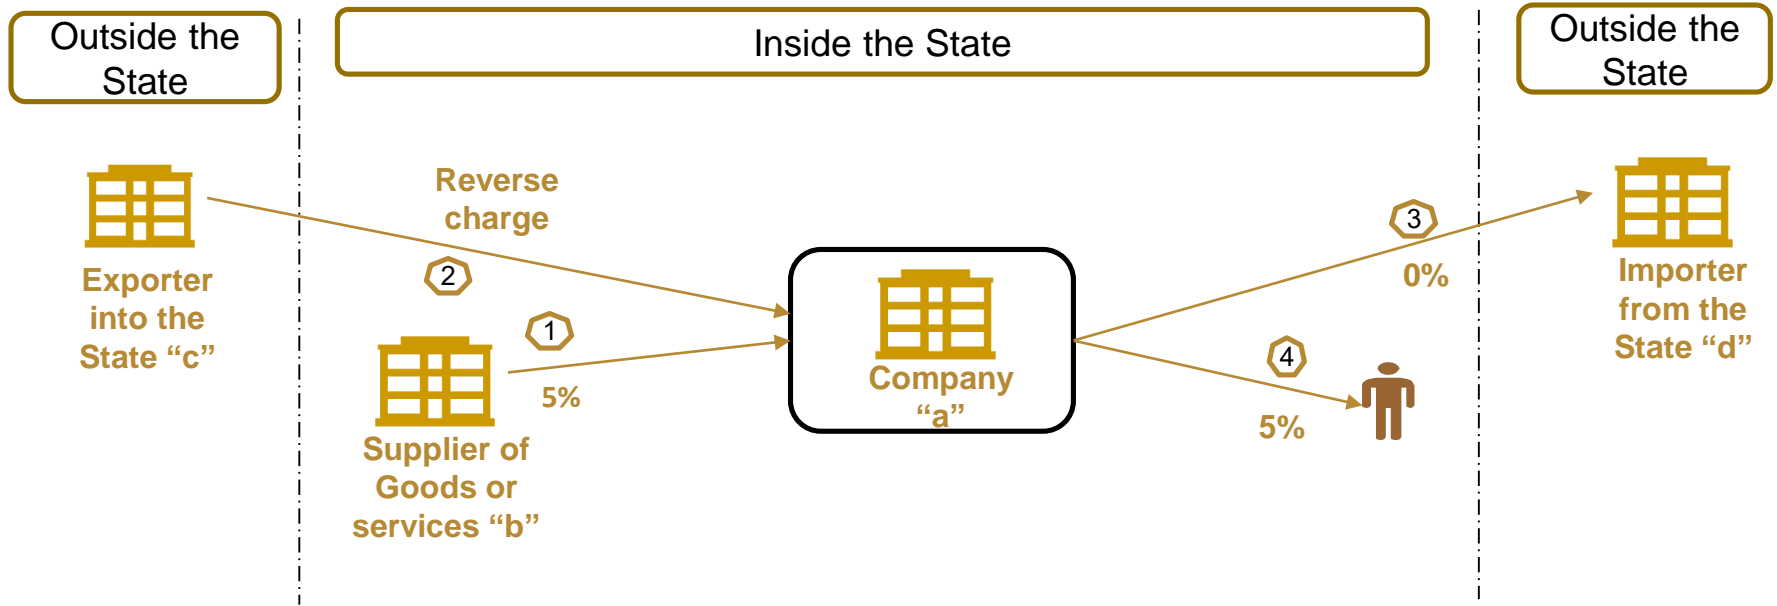 Outside the
State
Inside the State
Outside the
State
Reverse
charge
2
Exporter
into the
State “c”
1
5%
Supplier of
Goods or
services “b”
Company
“a”
3
0%
4
5%
Importer
from the
State “d”